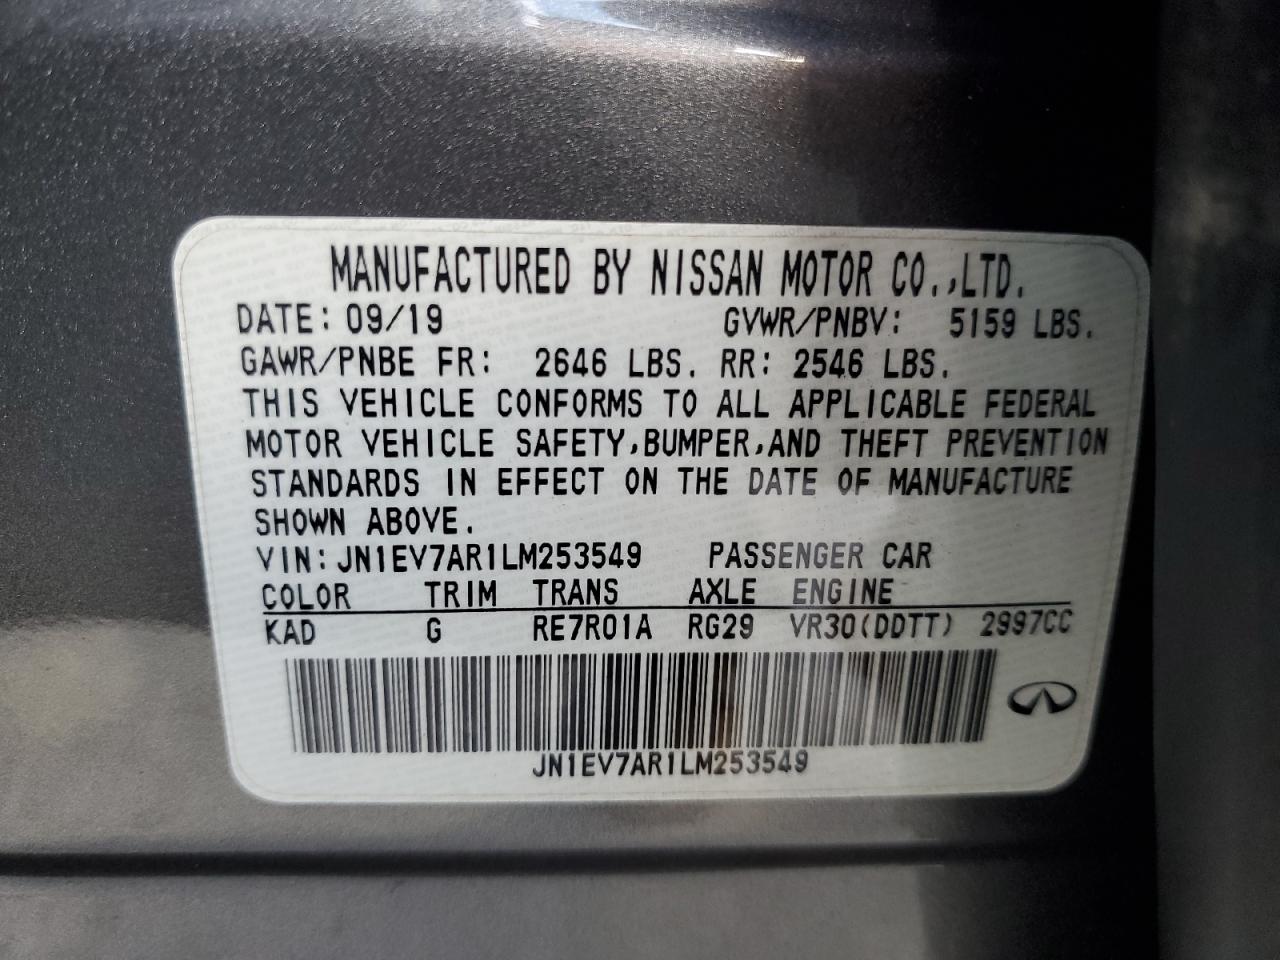 MANUFACTURED BY NISSAN MOTOR CO.,LTD.
DATE: 09/19 GVWR/PNBV: 5159 LBS.
GAWR/PNBE FR: 2646 LBS. RR: 2546 LBS.
THIS VEHICLE CONFORMS TO ALL APPLICABLE FEDERAL
MOTOR VEHICLE SAFETY,BUMPER,AND THEFT PREVENTION
STANDARDS IN EFFECT ON THE DATE OF MANUFACTURE
SHOWN ABOVE.
VIN: JN1EV7AR1LM253549 PASSENGER CAR
COLOR TRIM TRANS AXLE ENGINE
KAD G RE7R01A RG29 VR30(DDTT) 2997CC
JN1EV7AR1LM253549